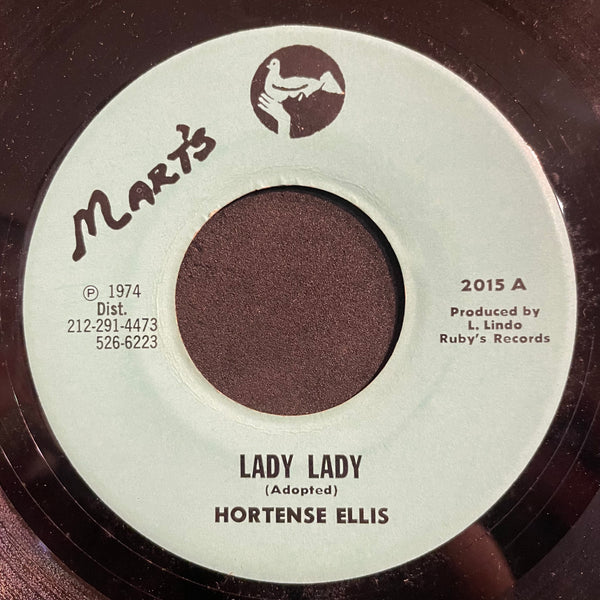 Mart's
℗ 1974
Dist.
212-291-4473
526-6223
2015 A
Produced by
L. Lindo
Ruby's Records
LADY LADY
(Adopted)
HORTENSE ELLIS